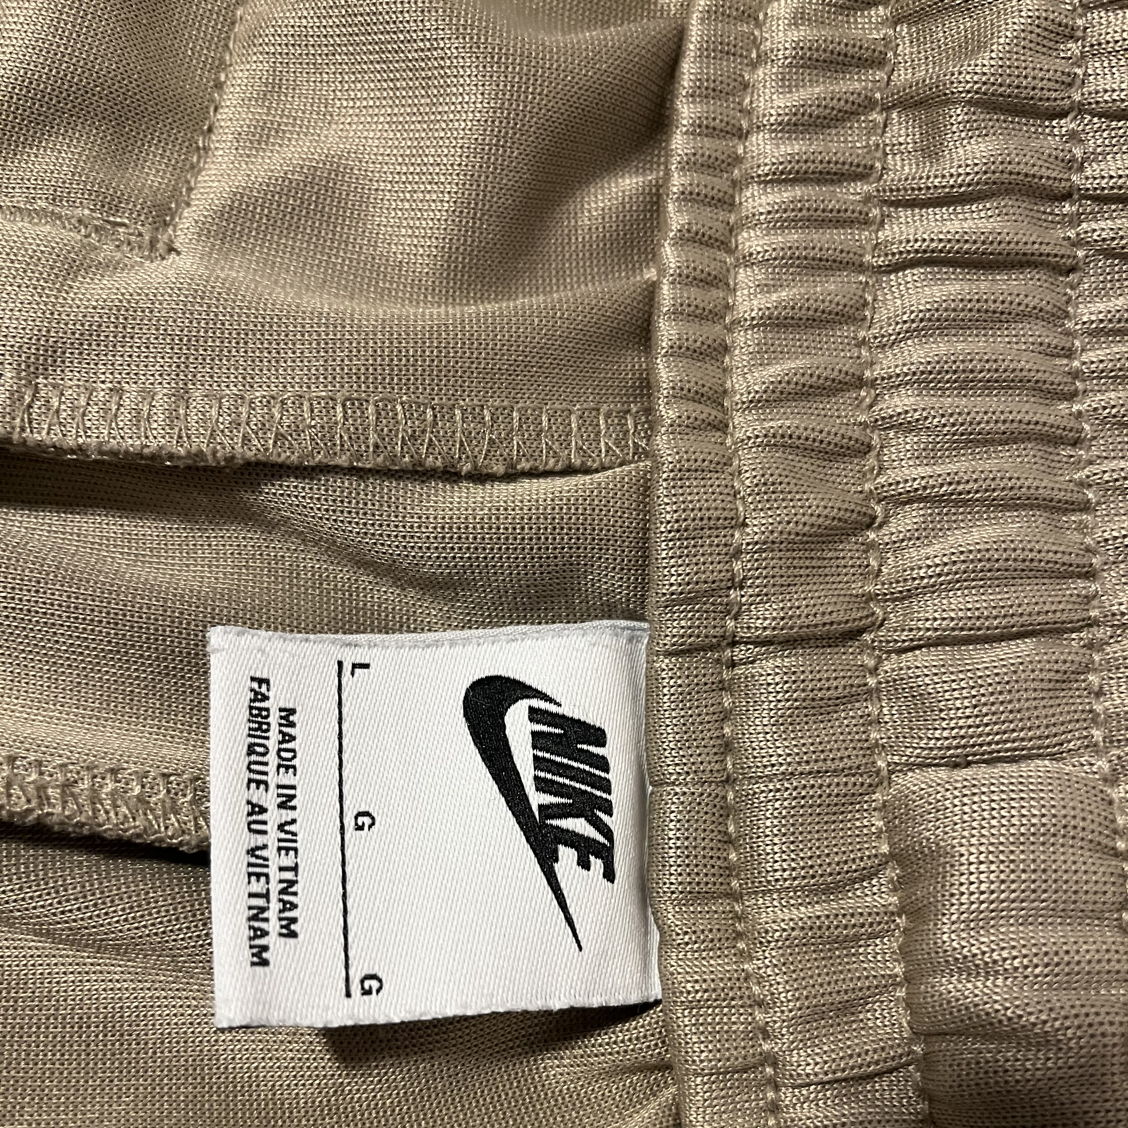 NIKE
L G G
MADE IN VIETNAM
FABRIQUE AU VIETNAM